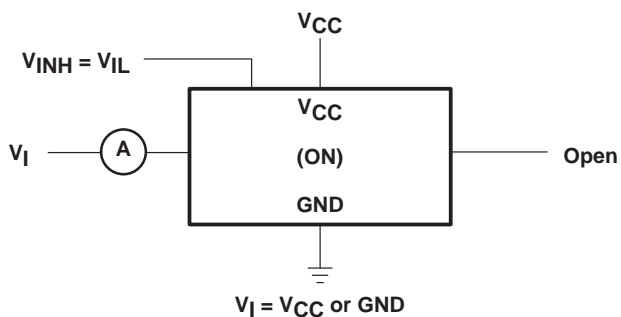 VCC
VINH = VIL
VCC
VI
A
(ON)
Open
GND
VI = VCC or GND